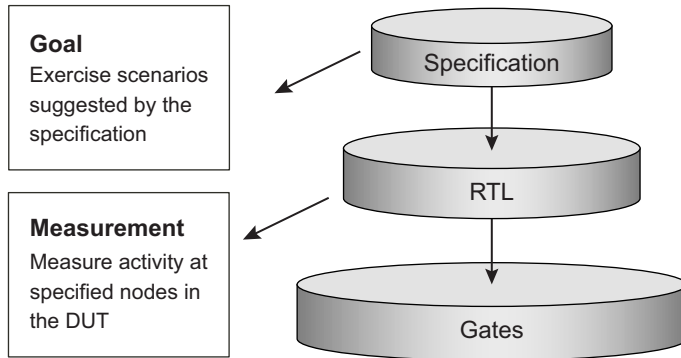 Goal
Exercise scenarios
suggested by the
specification
Specification
RTL
Measurement
Measure activity at
specified nodes in
the DUT
Gates